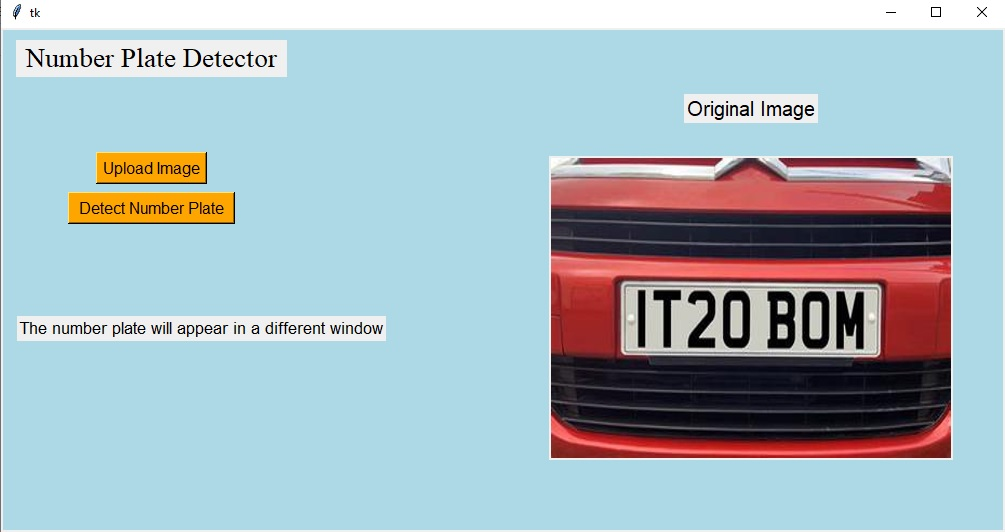 tk
Number Plate Detector
Original Image
Upload Image
Detect Number Plate
The number plate will appear in a different window
IT20 BOM